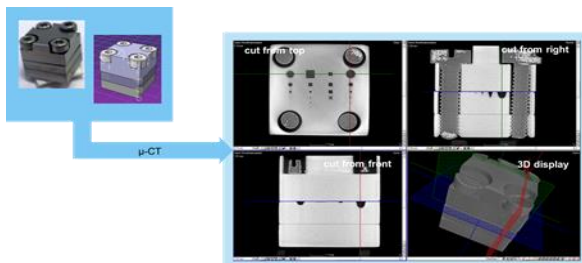 cut from top
cut from right
μ-CT
cut from front
3D display